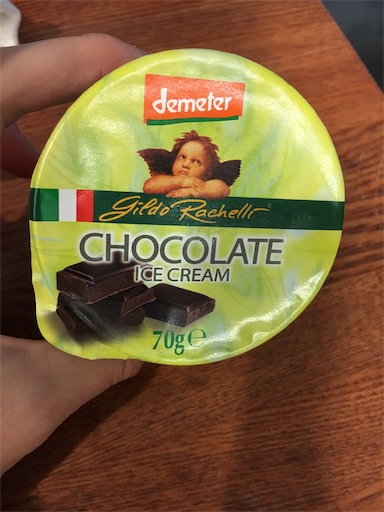 demeter
Gildo Rachelli
CHOCOLATE
ICE CREAM
70g℮